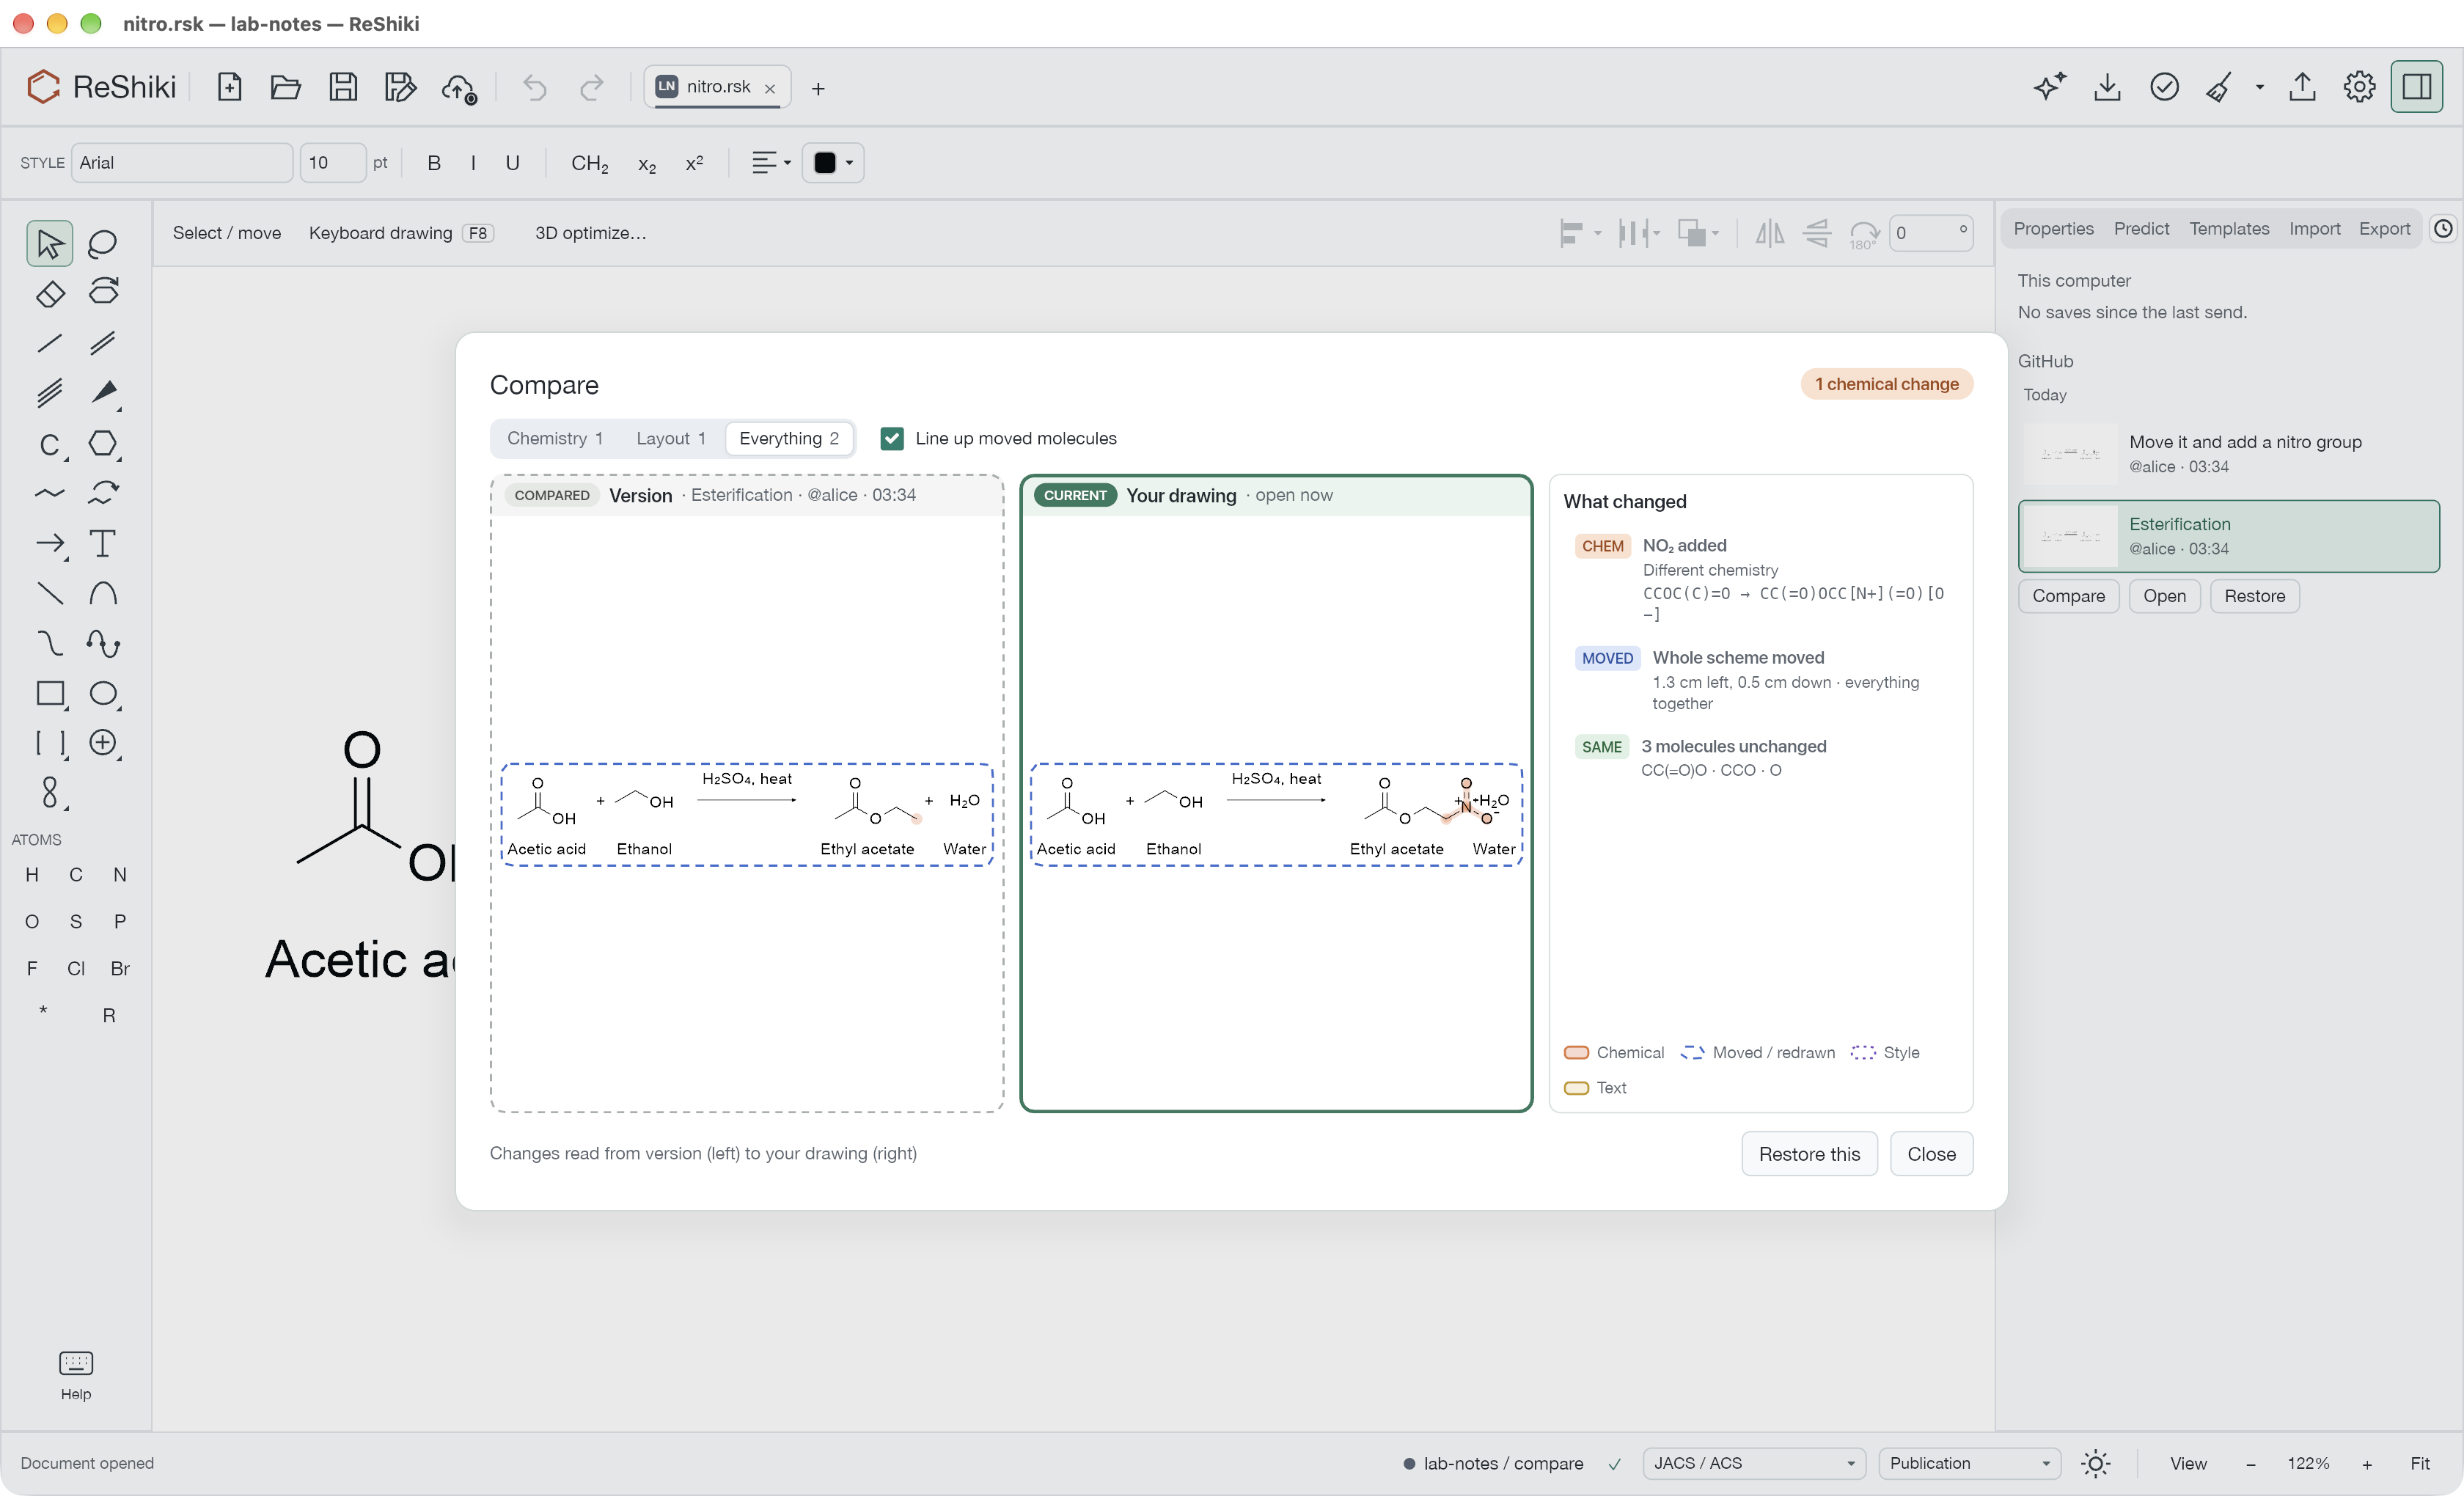 nitro.rsk — lab-notes — ReShiki
ReShiki
LN nitro.rsk × +
STYLE Arial 10 pt B I U CH₂ x₂ x²
Select / move Keyboard drawing F8 3D optimize…
180° 0 °
Properties Predict Templates Import Export
This computer
No saves since the last send.
GitHub
Today
Move it and add a nitro group
@alice · 03:34
Esterification
@alice · 03:34
Compare Open Restore
C
T
ATOMS
H C N
O S P
F Cl Br
* R
Help
O
OH
Acetic a
Compare
1 chemical change
Chemistry 1 Layout 1 Everything 2 Line up moved molecules
COMPARED Version · Esterification · @alice · 03:34
O OH + OH H₂SO₄, heat O O + H₂O
Acetic acid Ethanol Ethyl acetate Water
CURRENT Your drawing · open now
O OH + OH H₂SO₄, heat O O + N⁺ O O⁻ H₂O
Acetic acid Ethanol Ethyl acetate Water
What changed
CHEM NO₂ added
Different chemistry
CCOC(C)=O → CC(=O)OCC[N+](=O)[O
−]
MOVED Whole scheme moved
1.3 cm left, 0.5 cm down · everything
together
SAME 3 molecules unchanged
CC(=O)O · CCO · O
Chemical Moved / redrawn Style
Text
Changes read from version (left) to your drawing (right)
Restore this Close
Document opened
lab-notes / compare ✓ JACS / ACS Publication View − 122% + Fit